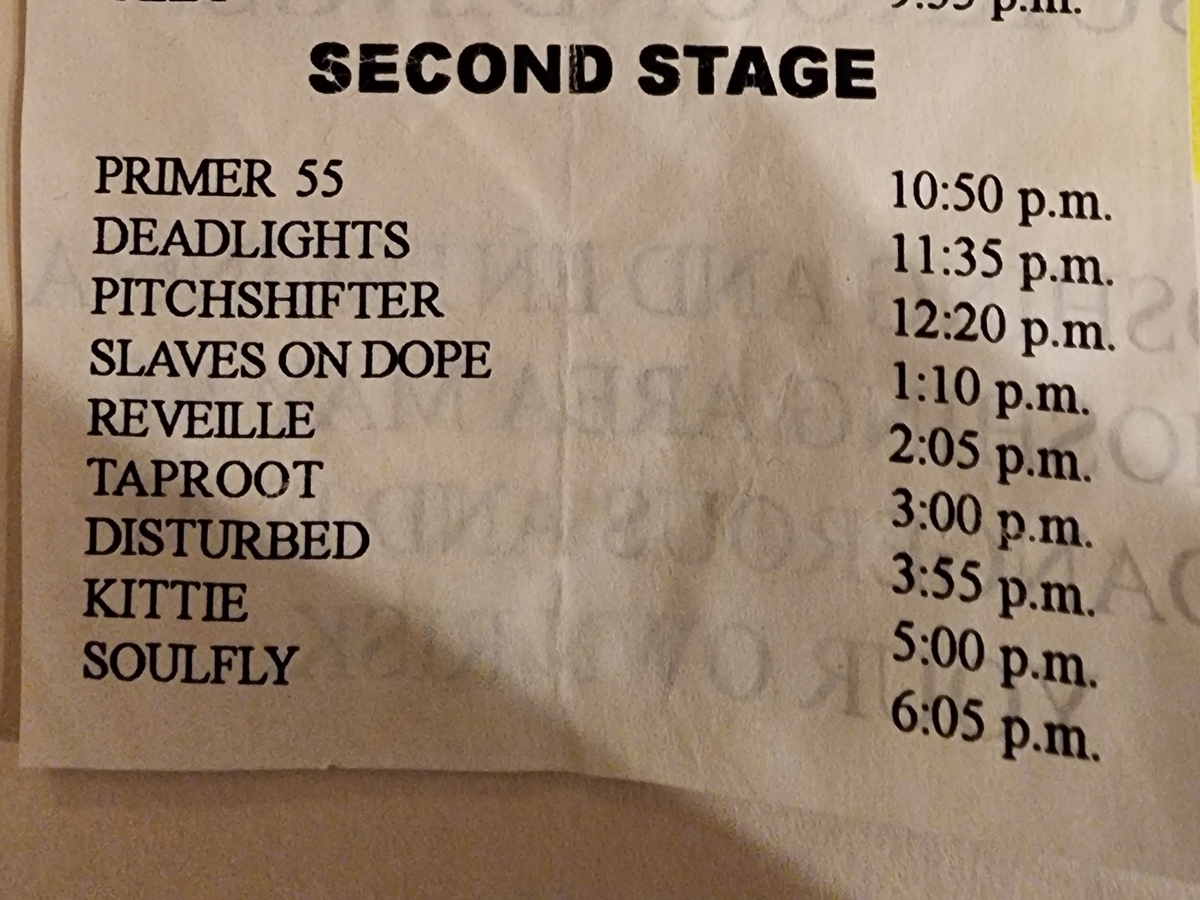 SECOND STAGE
PRIMER 55 10:50 p.m.
DEADLIGHTS 11:35 p.m.
PITCHSHIFTER 12:20 p.m.
SLAVES ON DOPE 1:10 p.m.
REVEILLE 2:05 p.m.
TAPROOT 3:00 p.m.
DISTURBED 3:55 p.m.
KITTIE 5:00 p.m.
SOULFLY 6:05 p.m.